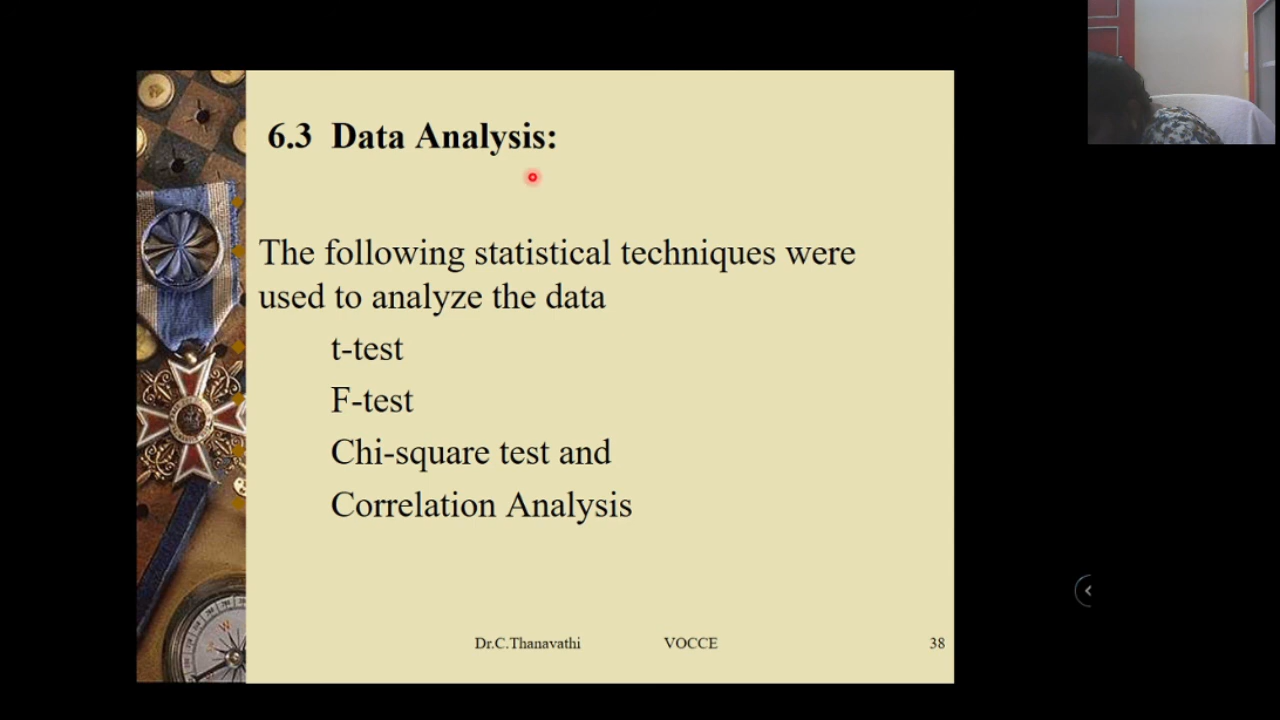 6.3 Data Analysis:
The following statistical techniques were
used to analyze the data
t-test
F-test
Chi-square test and
Correlation Analysis
Dr.C.Thanavathi VOCCE 38